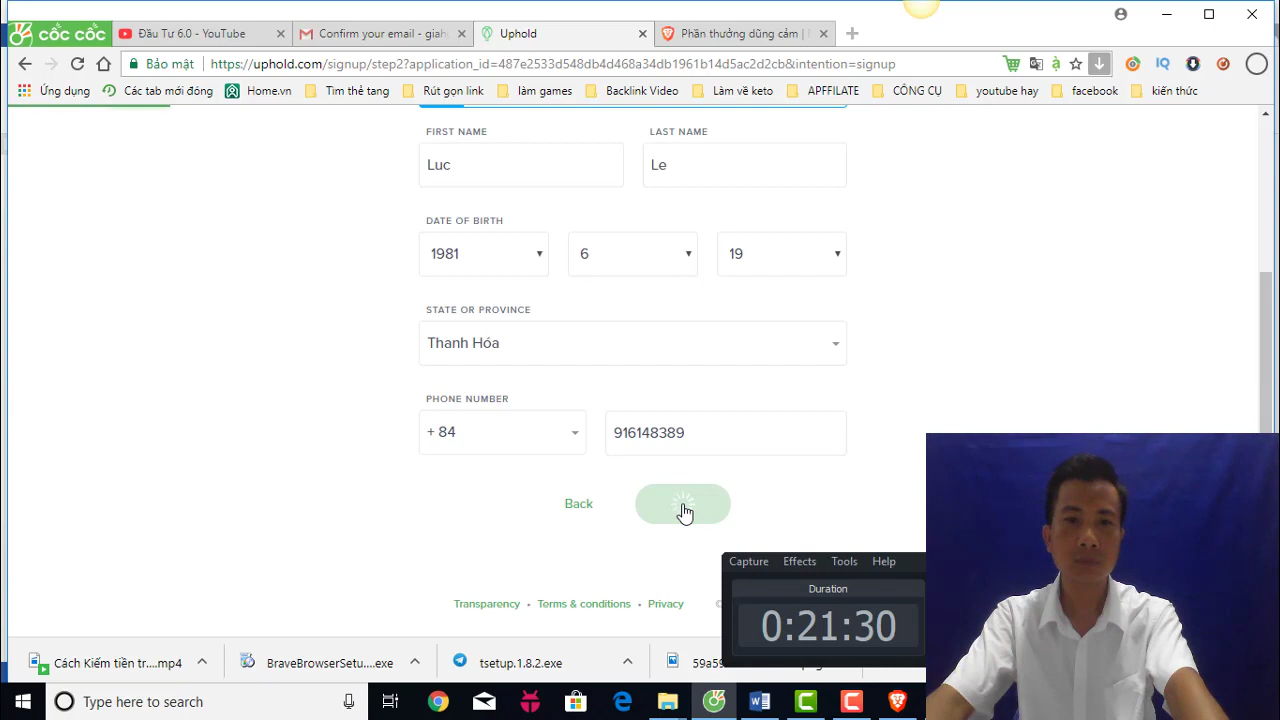 cốc cốc
Đầu Tư 6.0 - YouTube
Confirm your email - giah
Uphold
Phần thưởng dũng cảm |
Bảo mật
https://uphold.com/signup/step2?application_id=487e2533d548db4d468a34db1961b14d5ac2d2cb&intention=signup
Ứng dụng
Các tab mới đóng
Home.vn
Tìm thẻ tang
Rút gọn link
làm games
Backlink Video
Làm về keto
APFFILATE
CÔNG CỤ
youtube hay
facebook
kiến thức
FIRST NAME
LAST NAME
Luc
Le
DATE OF BIRTH
1981
6
19
STATE OR PROVINCE
Thanh Hóa
PHONE NUMBER
+ 84
916148389
Back
Capture Effects Tools Help
Duration
0:21:30
Transparency • Terms & conditions • Privacy
Cách Kiếm tiền tr....mp4
BraveBrowserSetu....exe
tsetup.1.8.2.exe
Type here to search